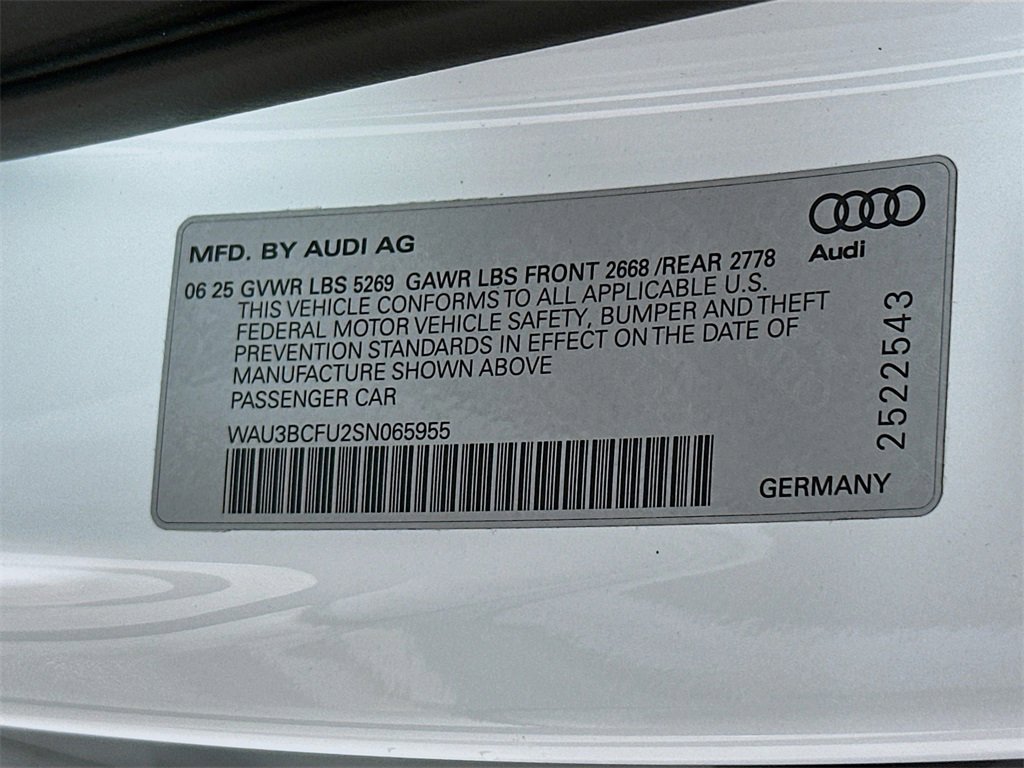 MFD. BY AUDI AG
Audi
06 25 GVWR LBS 5269 GAWR LBS FRONT 2668 /REAR 2778
THIS VEHICLE CONFORMS TO ALL APPLICABLE U.S.
FEDERAL MOTOR VEHICLE SAFETY, BUMPER AND THEFT
PREVENTION STANDARDS IN EFFECT ON THE DATE OF
MANUFACTURE SHOWN ABOVE
PASSENGER CAR
WAU3BCFU2SN065955
GERMANY
2522543